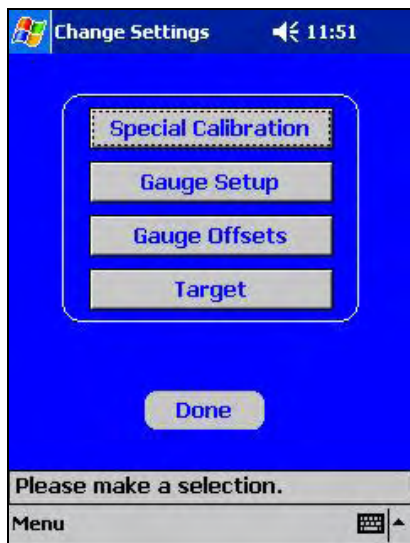 Change Settings 11:51
Special Calibration
Gauge Setup
Gauge Offsets
Target
Done
Please make a selection.
Menu